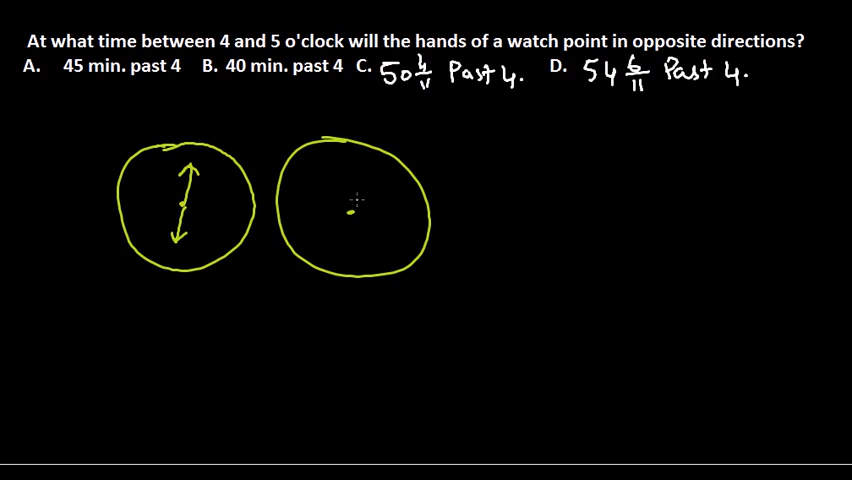 At what time between 4 and 5 o'clock will the hands of a watch point in opposite directions?
A. 45 min. past 4 B. 40 min. past 4 C. 50 4/11 Past 4. D. 54 6/11 Past 4.